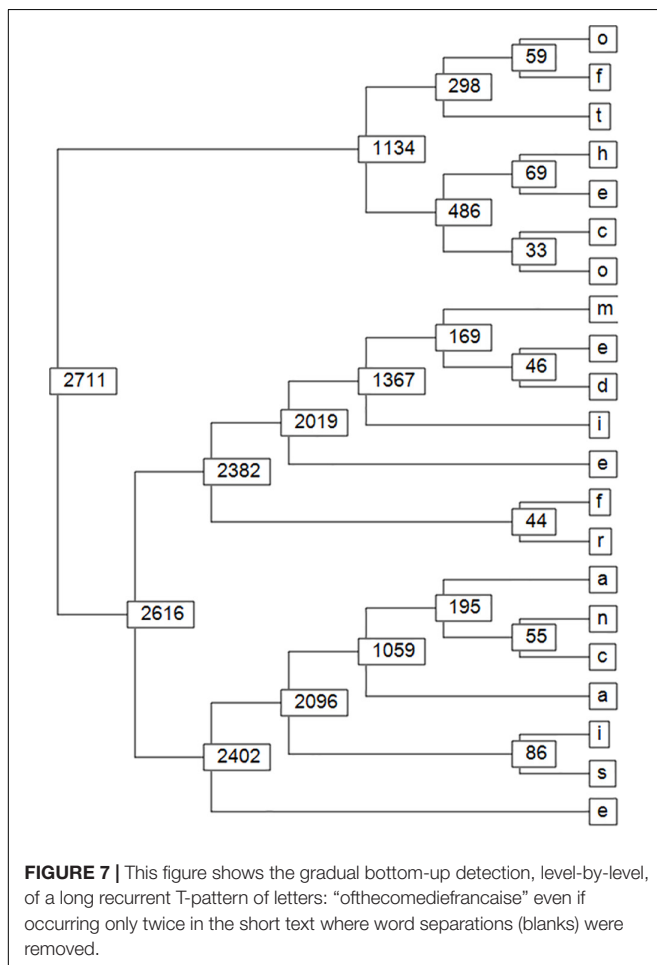 o
59
f
298
t
1134
h
69
e
486
c
33
o
m
169
e
46
2711
1367
d
2019
i
2382
e
f
44
r
a
195
n
2616
55
1059
c
2096
a
i
2402
86
s
e
FIGURE 7 | This figure shows the gradual bottom-up detection, level-by-level,
of a long recurrent T-pattern of letters: “ofthecomediefrancaise” even if
occurring only twice in the short text where word separations (blanks) were
removed.